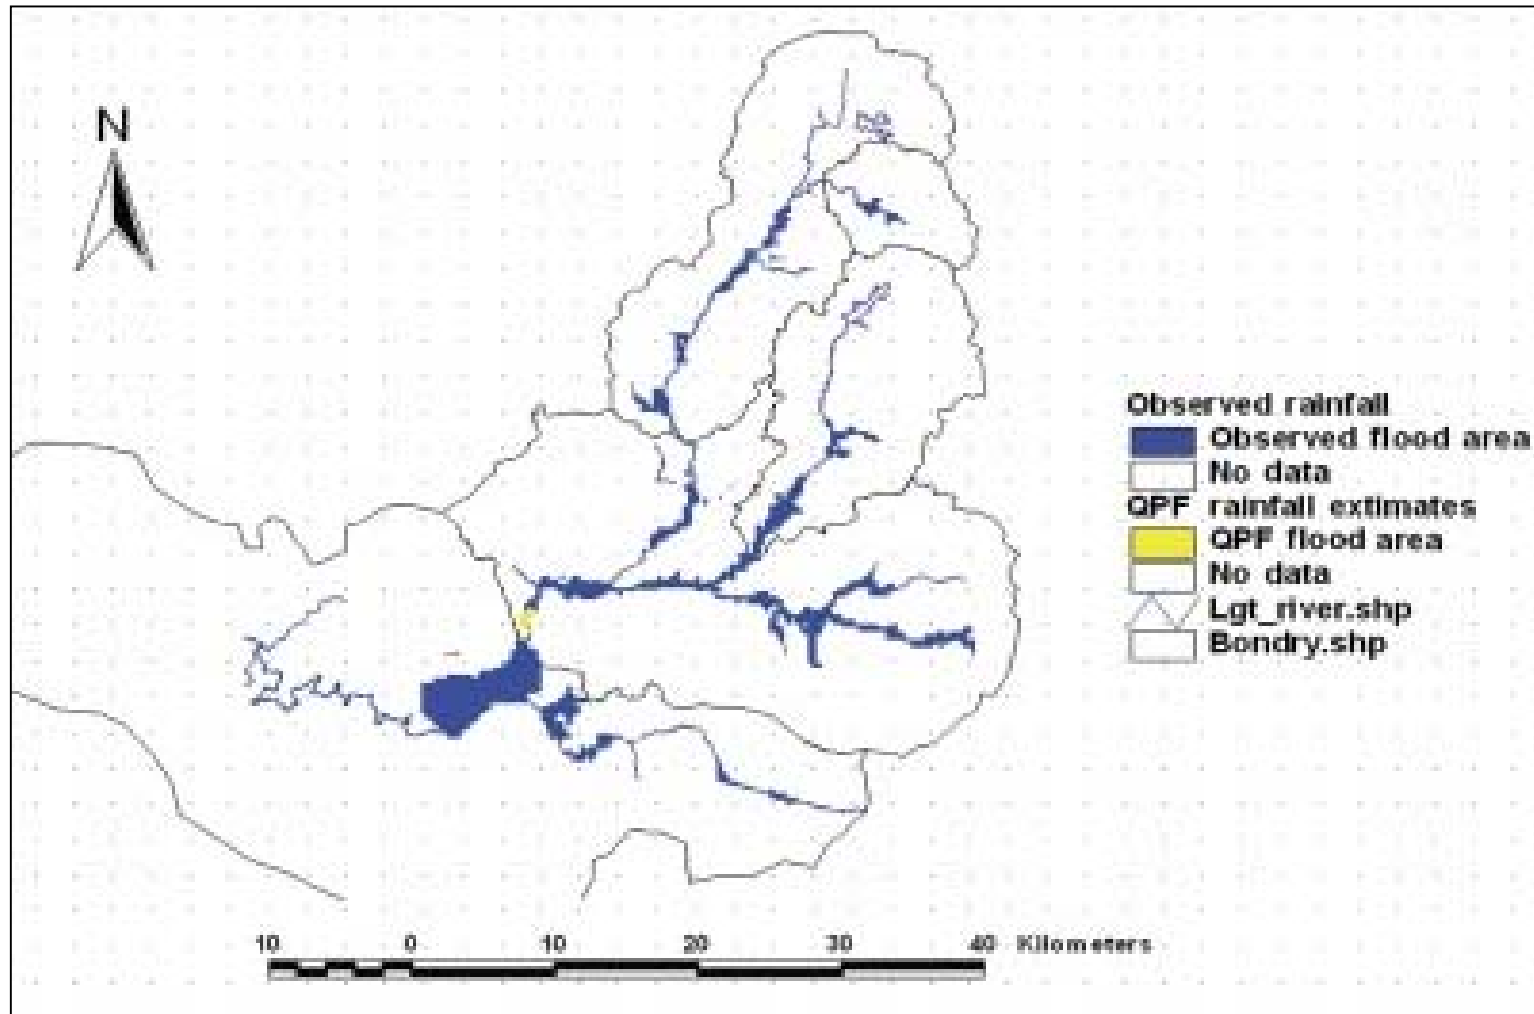 N
Observed rainfall
Observed flood area
No data
QPF rainfall extimates
QPF flood area
No data
Lgt_river.shp
Bondry.shp
10 0 10 20 30 40 Kilometers